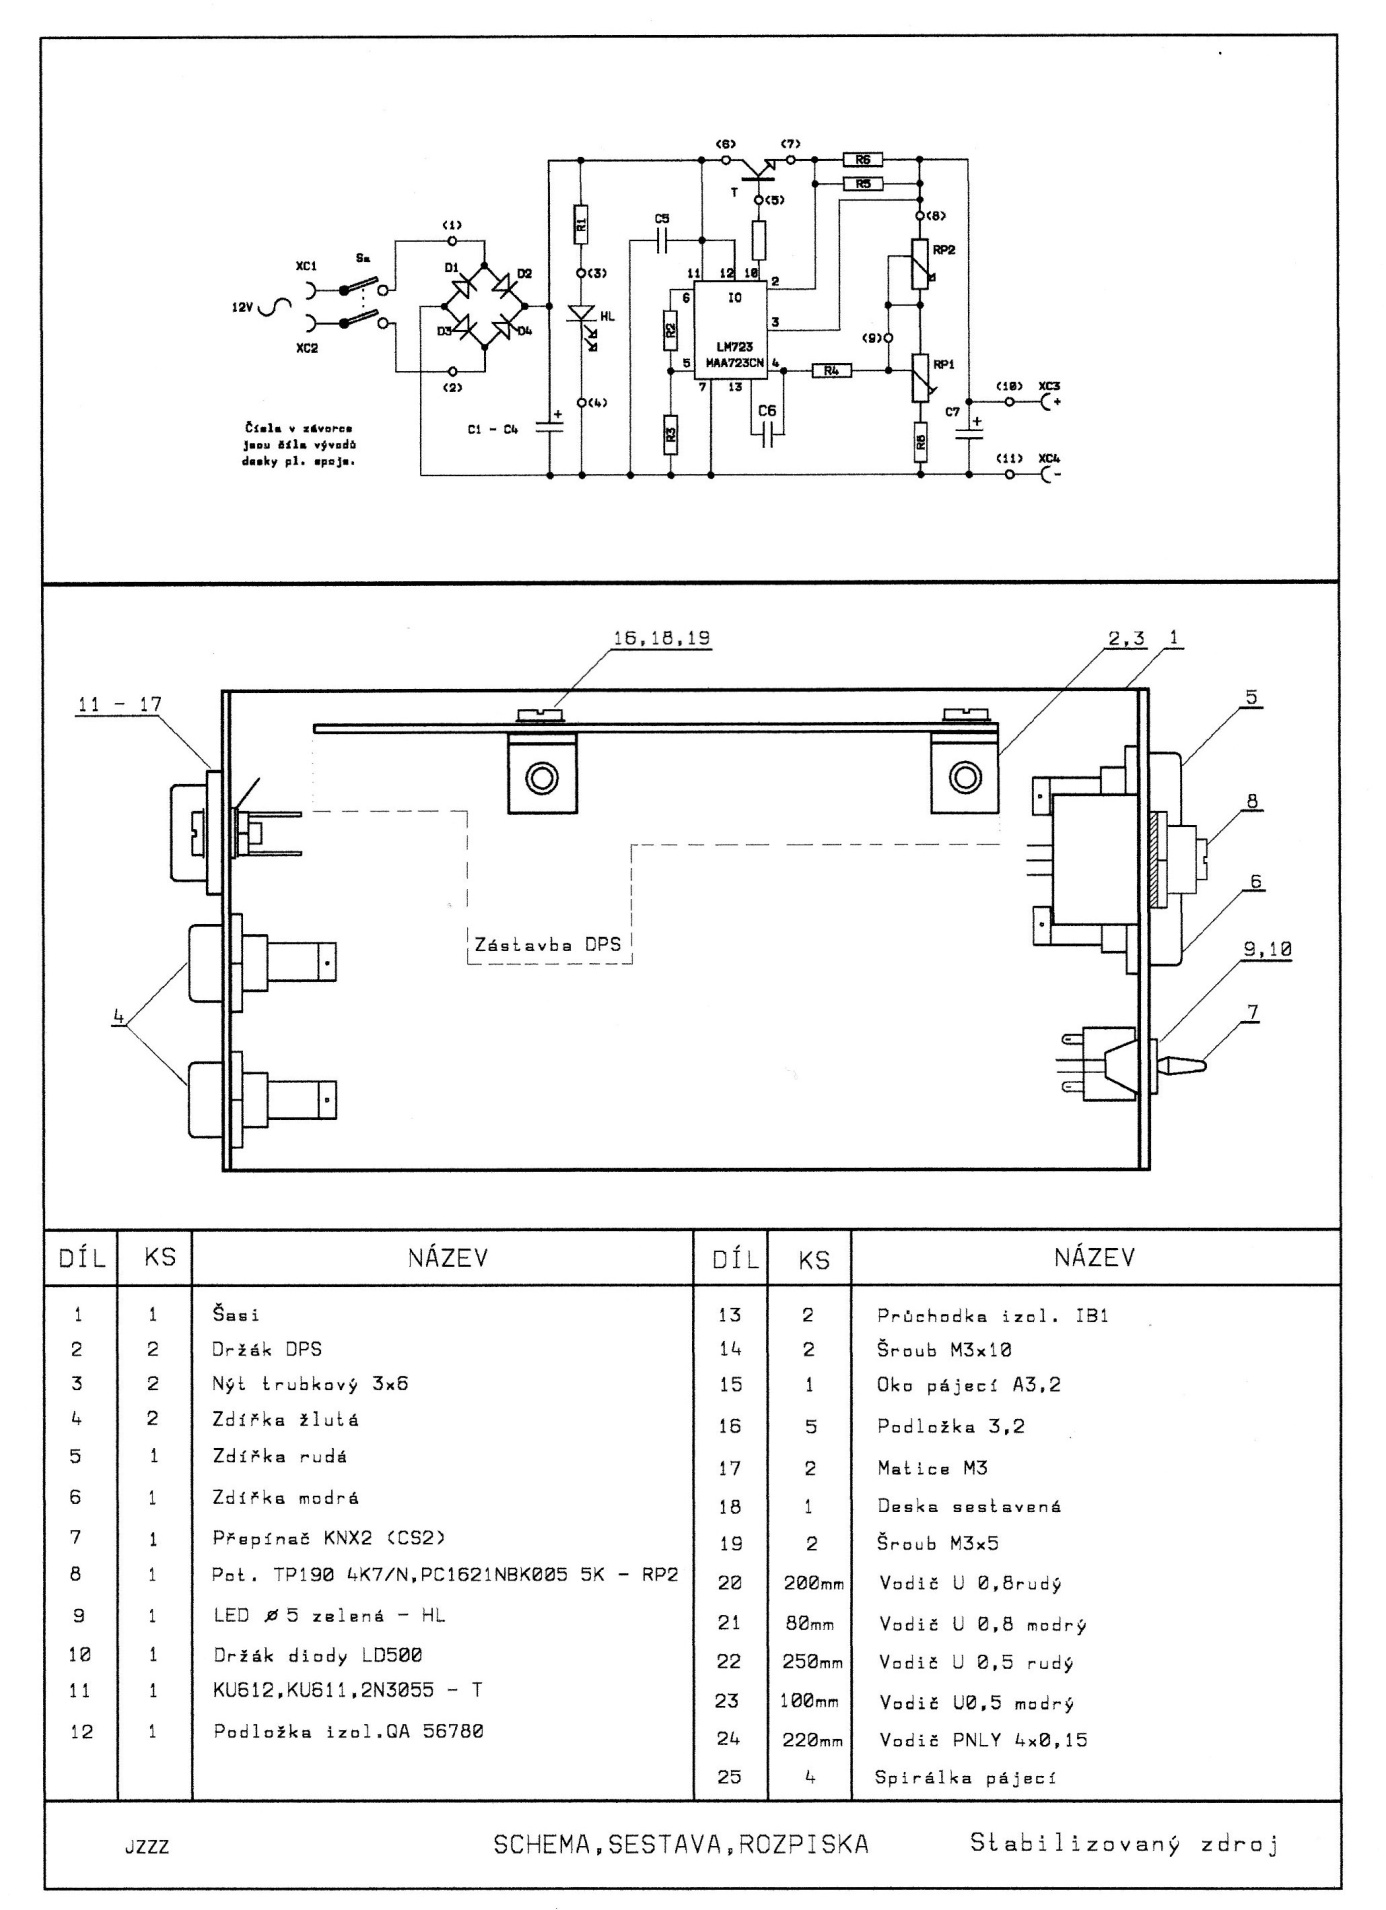 (6)
(7)
R6
R5
T
(5)
(8)
C5
R1
(1)
Sa
XC1
D1
D2
(3)
11
12
10
2
RP2
12V
6
IO
HL
R2
3
D3
D4
XC2
LM723
(9)
MAA723CN
5
4
R4
RP1
(2)
7
13
(10)
XC3
(4)
+
C6
C7
+
+
Čísla v závorce
C1 - C4
R3
R8
jsou čísla vývodů
desky pl. spoje.
(11)
XC4
-
16,18,19
2,3
1
11 - 17
5
8
6
Zástavba DPS
9,10
4
7
DÍL KS NÁZEV DÍL KS NÁZEV
1 1 Šasi
2 2 Držák DPS
3 2 Nýt trubkový 3x6
4 2 Zdířka žlutá
5 1 Zdířka rudá
6 1 Zdířka modrá
7 1 Přepínač KNX2 (CS2)
8 1 Pot. TP190 4K7/N,PC1621NBK005 5K - RP2
9 1 LED ø 5 zelená - HL
10 1 Držák diody LD500
11 1 KU612,KU611,2N3055 - T
12 1 Podložka izol.QA 56780
13 2 Průchodka izol. IB1
14 2 Šroub M3x10
15 1 Oko pájecí A3,2
16 5 Podložka 3,2
17 2 Matice M3
18 1 Deska sestavená
19 2 Šroub M3x5
20 200mm Vodič U 0,8rudý
21 80mm Vodič U 0,8 modrý
22 250mm Vodič U 0,5 rudý
23 100mm Vodič U0,5 modrý
24 220mm Vodič PNLY 4x0,15
25 4 Spirálka pájecí
JZZZ SCHEMA,SESTAVA,ROZPISKA Stabilizovaný zdroj